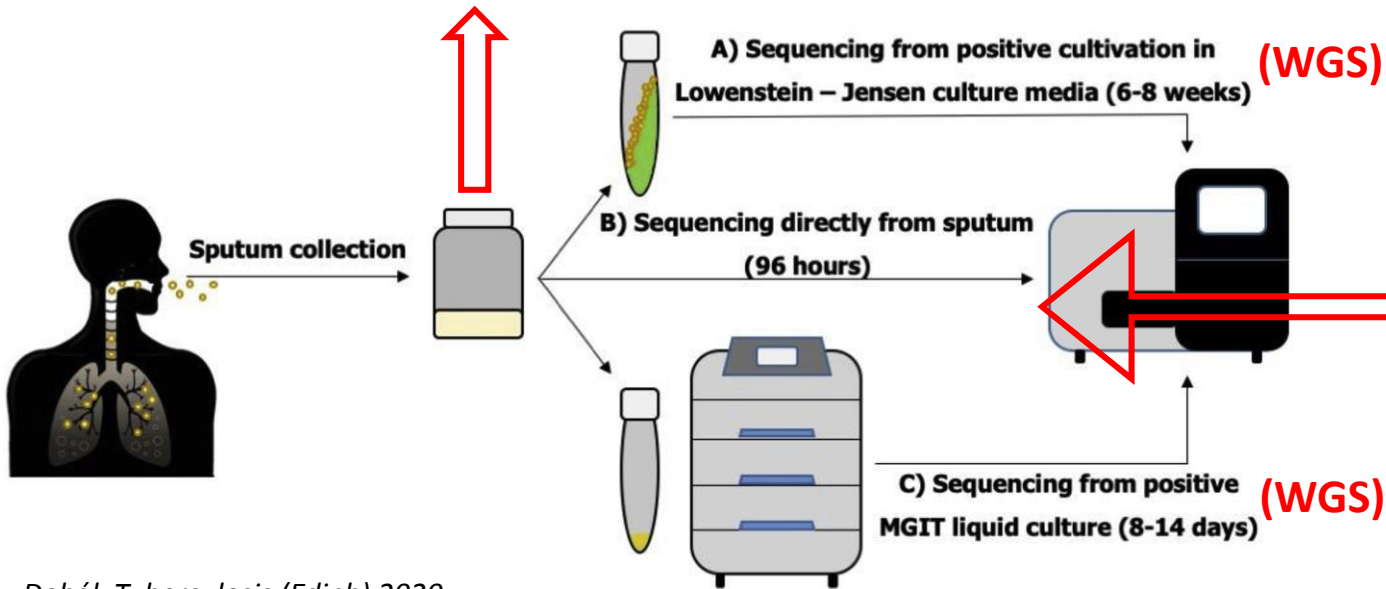 A) Sequencing from positive cultivation in
Lowenstein – Jensen culture media (6-8 weeks)
(WGS)
Sputum collection
B) Sequencing directly from sputum
(96 hours)
C) Sequencing from positive
MGIT liquid culture (8-14 days)
(WGS)